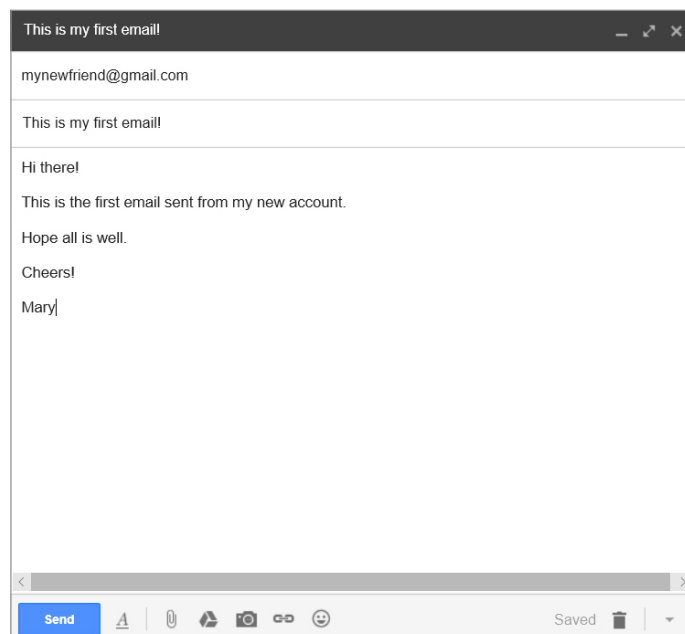 This is my first email!
mynewfriend@gmail.com
This is my first email!
Hi there!
This is the first email sent from my new account.
Hope all is well.
Cheers!
Mary
Send A Saved